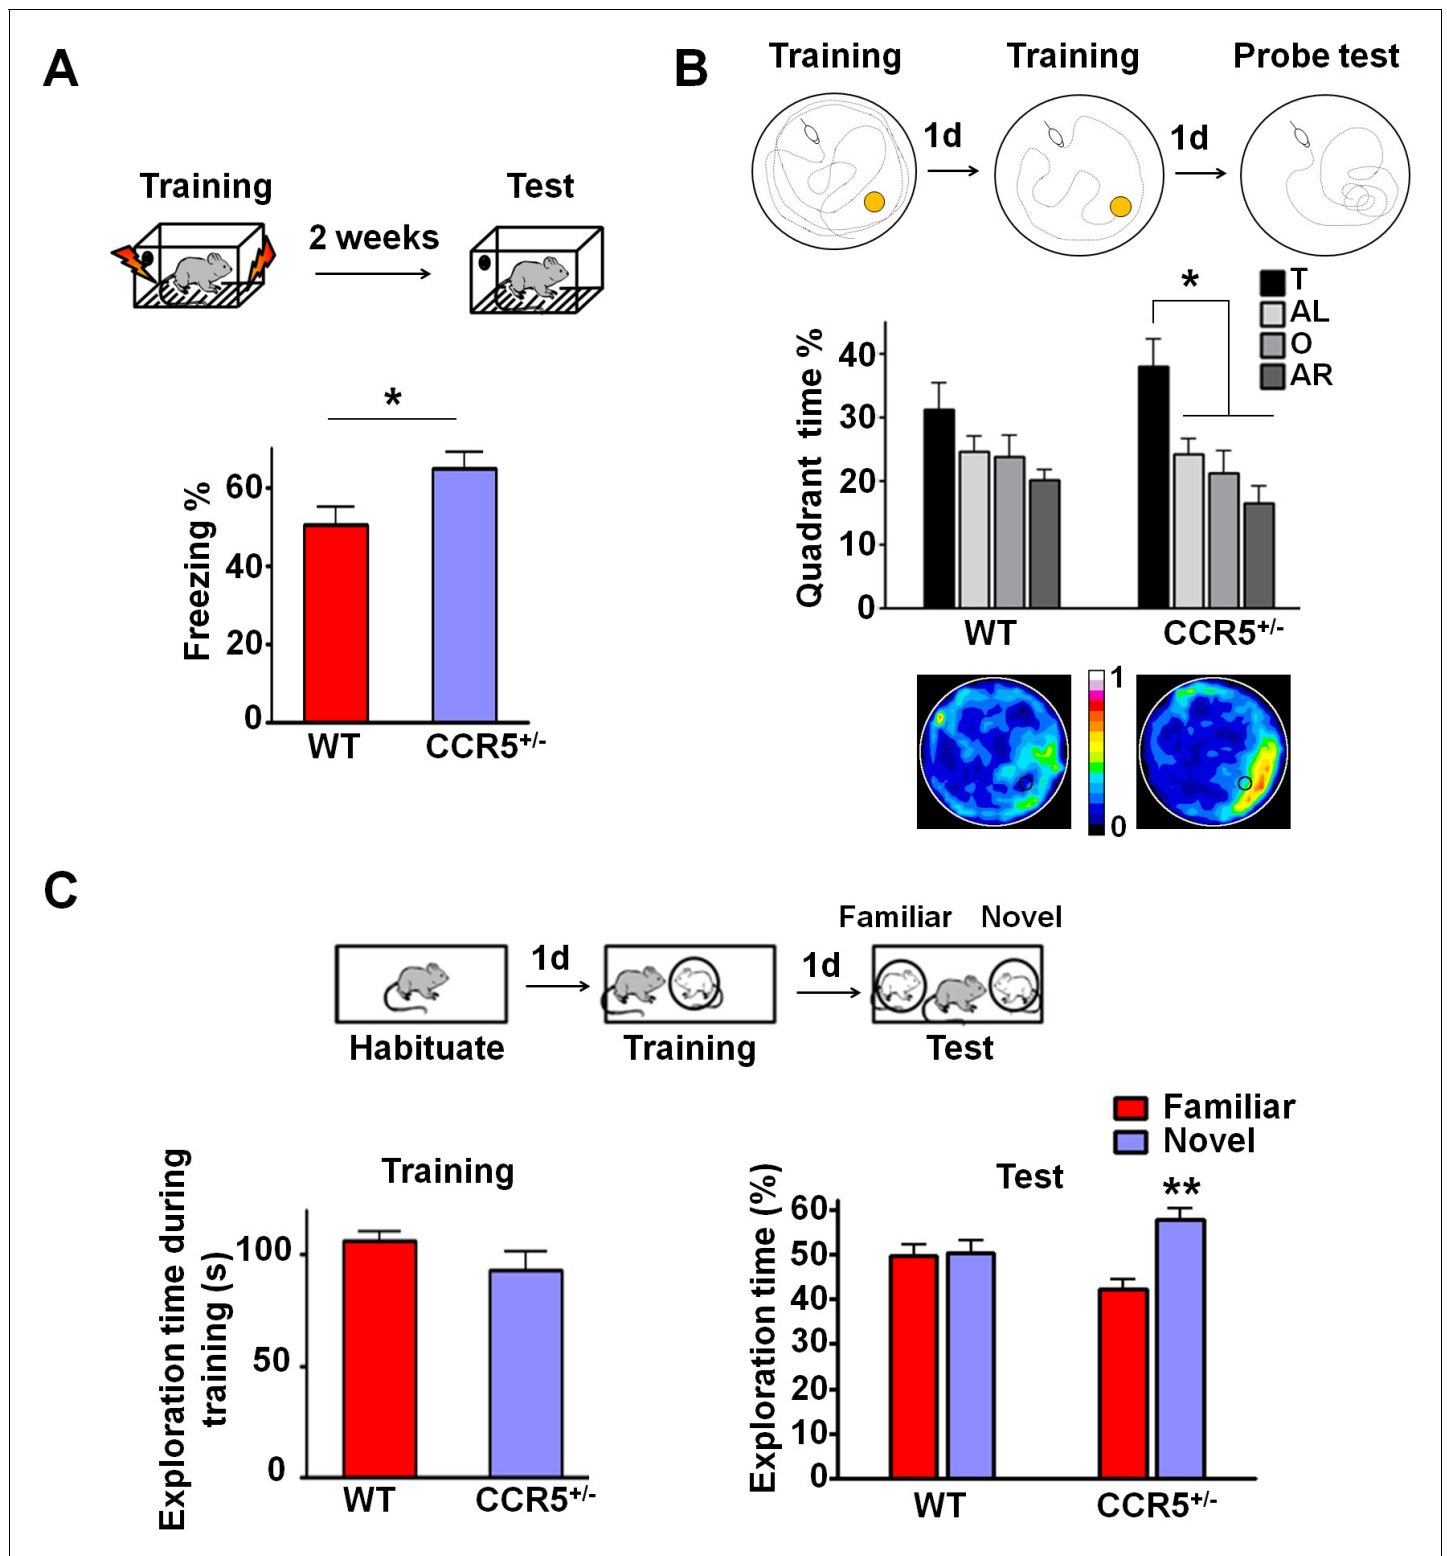 A
Training
Test
2 weeks
*
Freezing %
60
40
20
0
WT
CCR5+/-
B
Training
Training
Probe test
1d
1d
*
T
AL
O
AR
Quadrant time %
40
30
20
10
0
WT
CCR5+/-
1
0
C
Familiar
Novel
1d
1d
Habituate
Training
Test
Training
Exploration time during
training (s)
100
50
0
WT
CCR5+/-
Familiar
Novel
Test
**
Exploration time (%)
60
50
40
30
20
10
0
WT
CCR5+/-